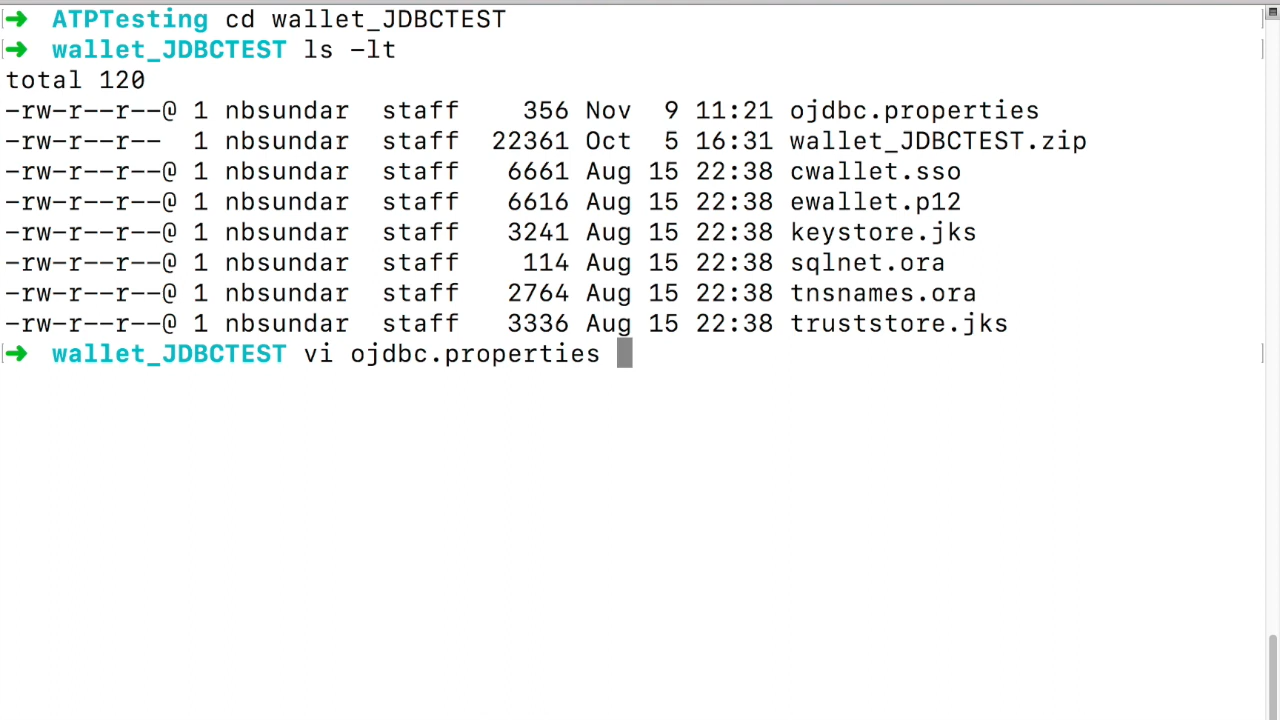 ➜ ATPTesting cd wallet_JDBCTEST
➜ wallet_JDBCTEST ls -lt
total 120
-rw-r--r--@ 1 nbsundar staff 356 Nov 9 11:21 ojdbc.properties
-rw-r--r-- 1 nbsundar staff 22361 Oct 5 16:31 wallet_JDBCTEST.zip
-rw-r--r--@ 1 nbsundar staff 6661 Aug 15 22:38 cwallet.sso
-rw-r--r--@ 1 nbsundar staff 6616 Aug 15 22:38 ewallet.p12
-rw-r--r--@ 1 nbsundar staff 3241 Aug 15 22:38 keystore.jks
-rw-r--r--@ 1 nbsundar staff 114 Aug 15 22:38 sqlnet.ora
-rw-r--r--@ 1 nbsundar staff 2764 Aug 15 22:38 tnsnames.ora
-rw-r--r--@ 1 nbsundar staff 3336 Aug 15 22:38 truststore.jks
➜ wallet_JDBCTEST vi ojdbc.properties